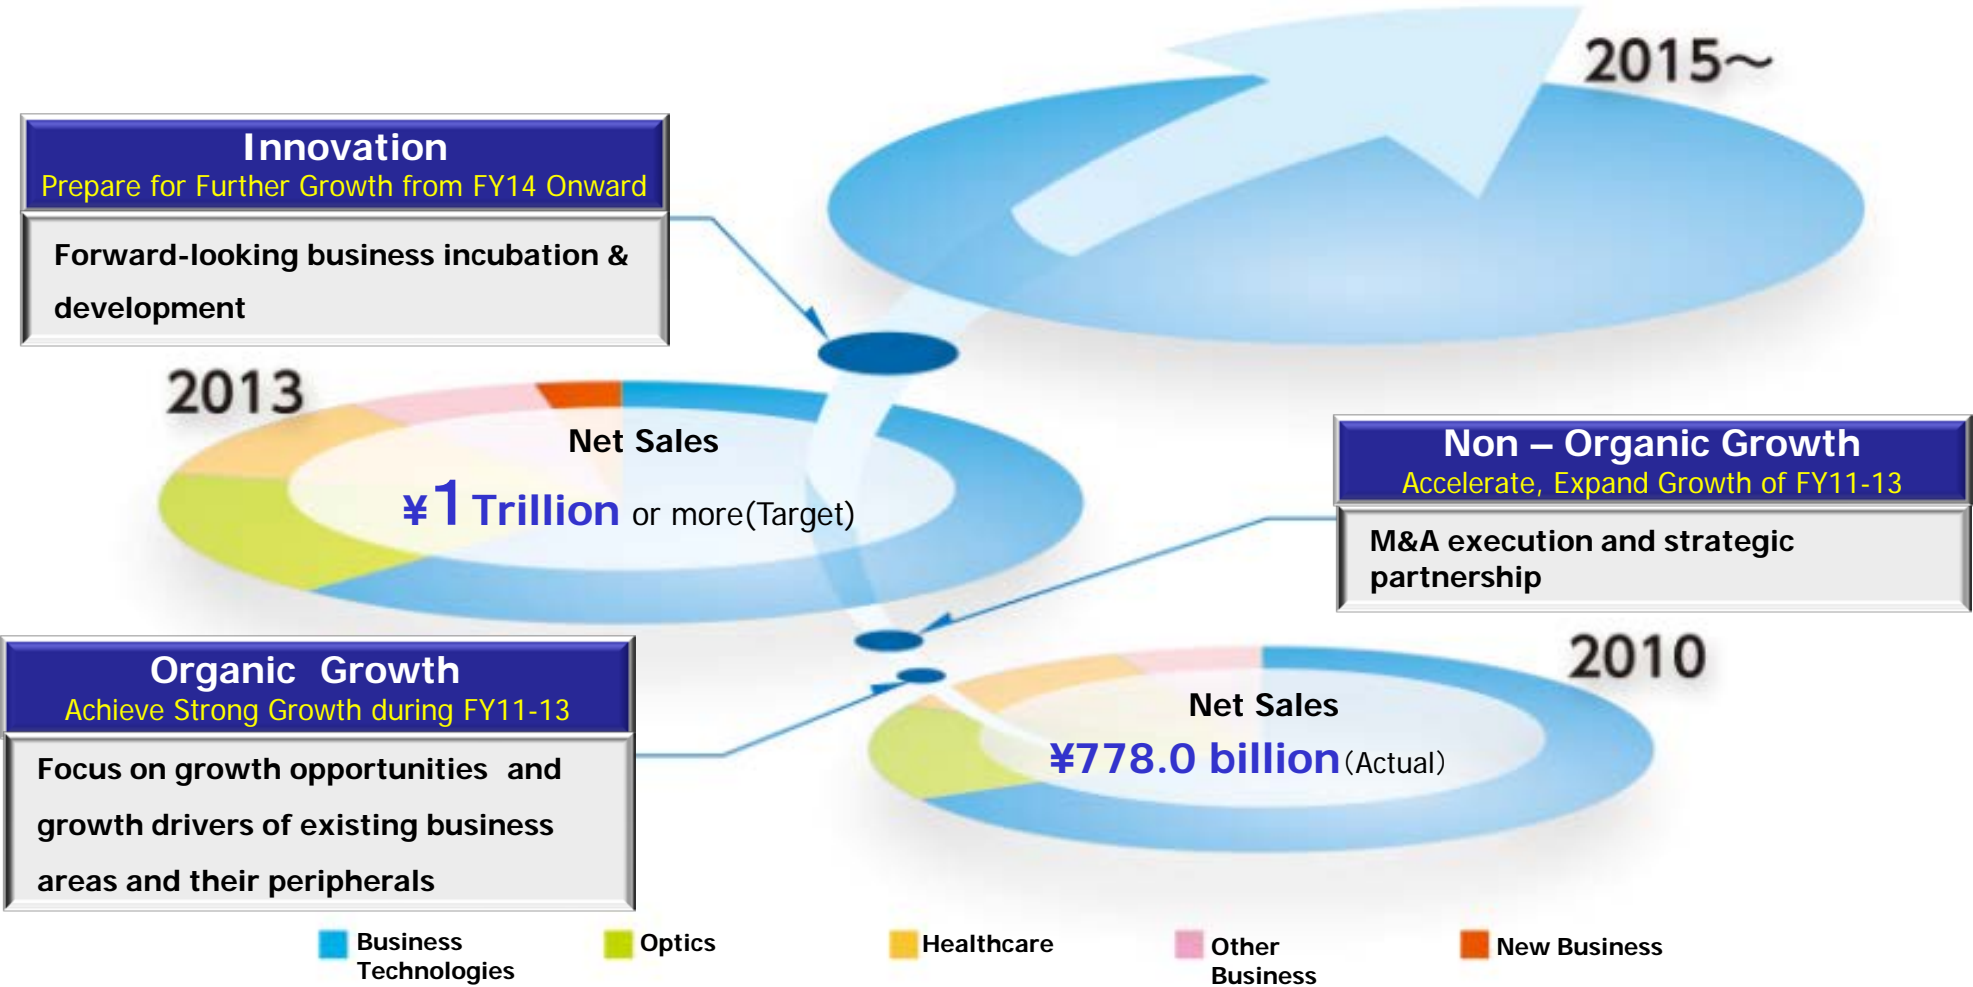 2015～
Innovation
Prepare for Further Growth from FY14 Onward
Forward-looking business incubation &
development
2013
Net Sales
¥1 Trillion or more(Target)
Non – Organic Growth
Accelerate, Expand Growth of FY11-13
M&A execution and strategic
partnership
Organic Growth
Achieve Strong Growth during FY11-13
Focus on growth opportunities and
growth drivers of existing business
areas and their peripherals
2010
Net Sales
¥778.0 billion(Actual)
Business
Technologies
Optics
Healthcare
Other
Business
New Business